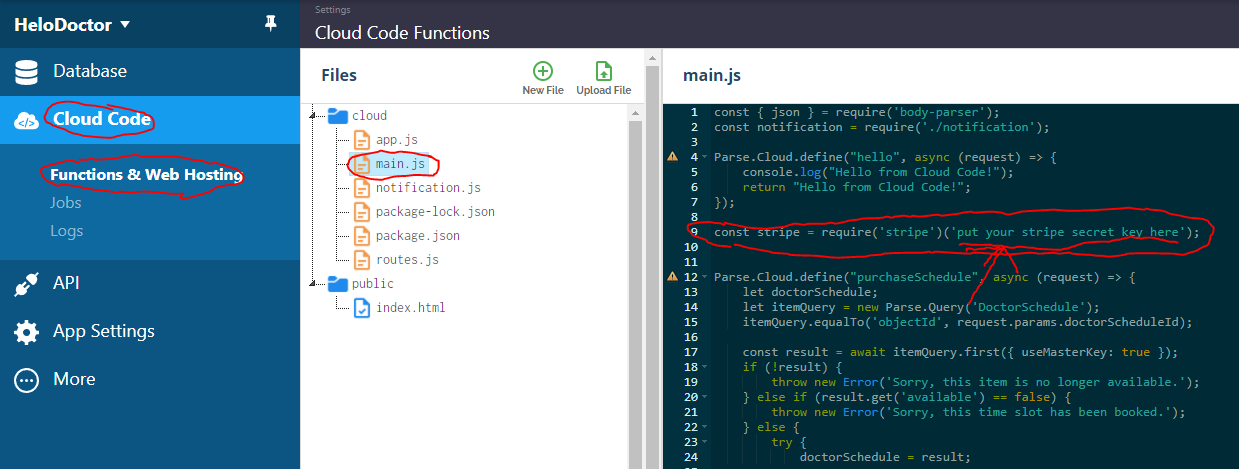 HeloDoctor
Database
Cloud Code
Functions & Web Hosting
Jobs
Logs
API
App Settings
More
Settings
Cloud Code Functions
Files
New File
Upload File
cloud
app.js
main.js
notification.js
package-lock.json
package.json
routes.js
public
index.html
main.js
1 const { json } = require('body-parser');
2 const notification = require('./notification');
3
4 Parse.Cloud.define("hello", async (request) => {
5 console.log("Hello from Cloud Code!");
6 return "Hello from Cloud Code!";
7 });
8
9 const stripe = require('stripe')('put your stripe secret key here');
10
11
12 Parse.Cloud.define("purchaseSchedule", async (request) => {
13 let doctorSchedule;
14 let itemQuery = new Parse.Query('DoctorSchedule');
15 itemQuery.equalTo('objectId', request.params.doctorScheduleId);
16
17 const result = await itemQuery.first({ useMasterKey: true });
18 if (!result) {
19 throw new Error('Sorry, this item is no longer available.');
20 } else if (result.get('available') == false) {
21 throw new Error('Sorry, this time slot has been booked.');
22 } else {
23 try {
24 doctorSchedule = result;